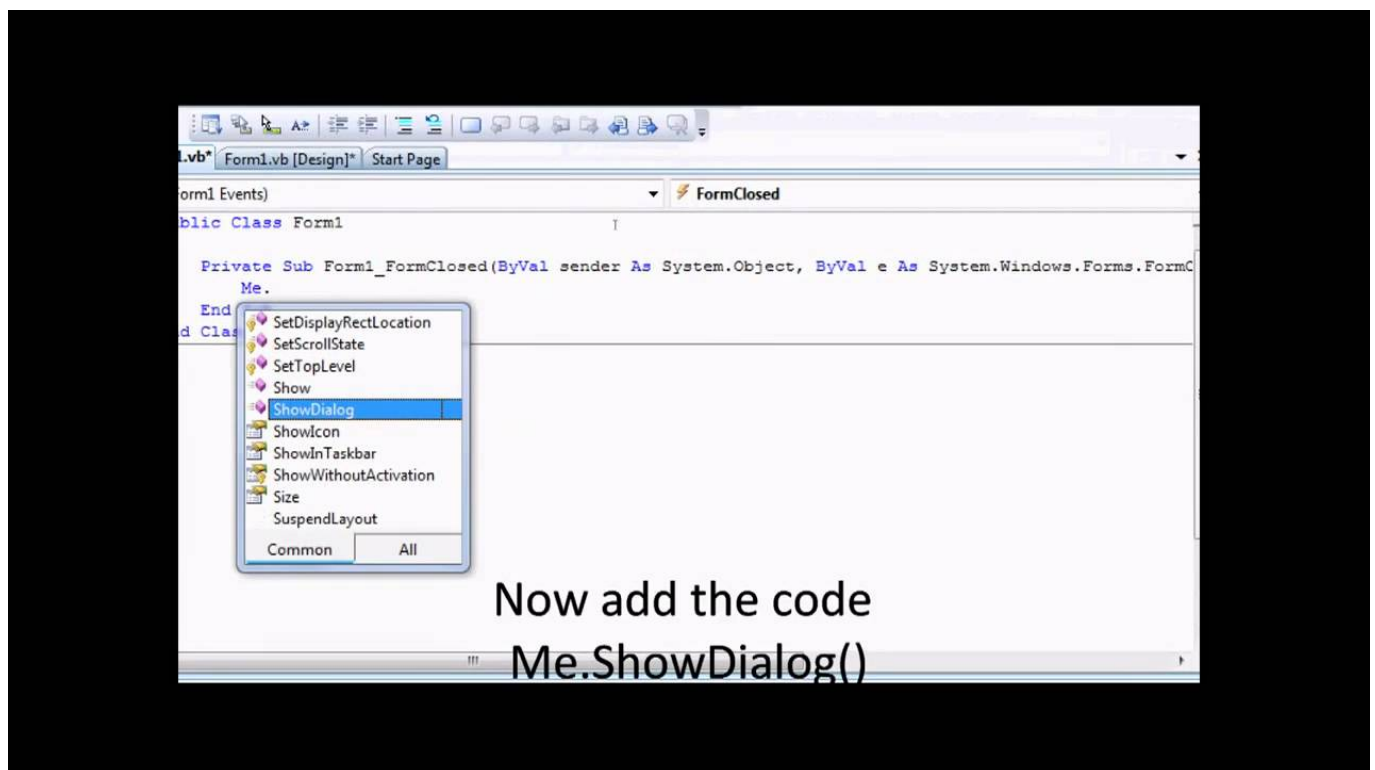 .vb* Form1.vb [Design]* Start Page
Form1 Events) FormClosed
blic Class Form1
Private Sub Form1_FormClosed(ByVal sender As System.Object, ByVal e As System.Windows.Forms.FormC
Me.
End
d Clas
SetDisplayRectLocation
SetScrollState
SetTopLevel
Show
ShowDialog
ShowIcon
ShowInTaskbar
ShowWithoutActivation
Size
SuspendLayout
Common All
Now add the code
Me.ShowDialog()